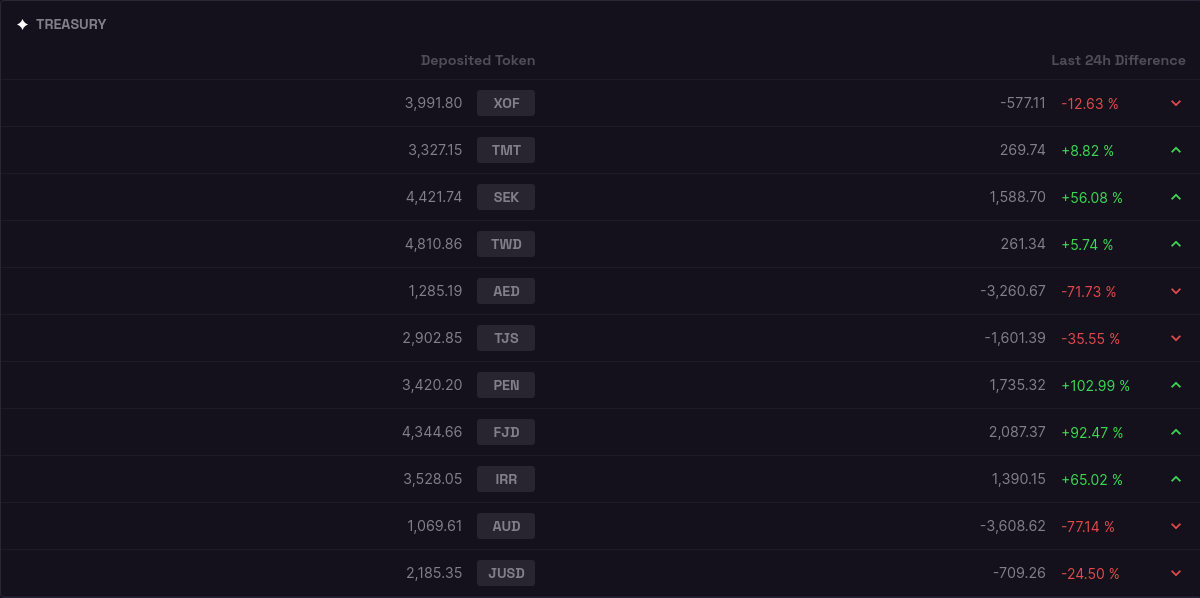 TREASURY
Deposited Token Last 24h Difference
3,991.80 XOF -577.11 -12.63 %
3,327.15 TMT 269.74 +8.82 %
4,421.74 SEK 1,588.70 +56.08 %
4,810.86 TWD 261.34 +5.74 %
1,285.19 AED -3,260.67 -71.73 %
2,902.85 TJS -1,601.39 -35.55 %
3,420.20 PEN 1,735.32 +102.99 %
4,344.66 FJD 2,087.37 +92.47 %
3,528.05 IRR 1,390.15 +65.02 %
1,069.61 AUD -3,608.62 -77.14 %
2,185.35 JUSD -709.26 -24.50 %